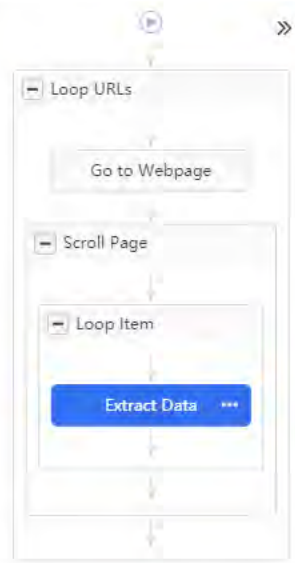 Loop URLs
Go to Webpage
Scroll Page
Loop Item
Extract Data